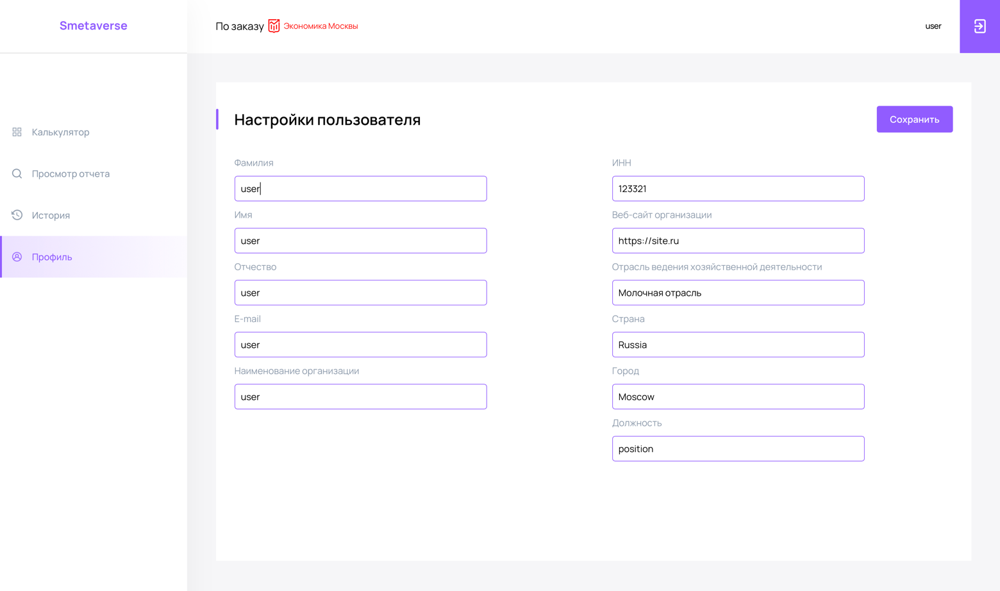 Smetaverse
По заказу Экономика Москвы
user
Калькулятор
Просмотр отчета
История
Профиль
Настройки пользователя
Сохранить
Фамилия
user
Имя
user
Отчество
user
E-mail
user
Наименование организации
user
ИНН
123321
Веб-сайт организации
https://site.ru
Отрасль ведения хозяйственной деятельности
Молочная отрасль
Страна
Russia
Город
Moscow
Должность
position